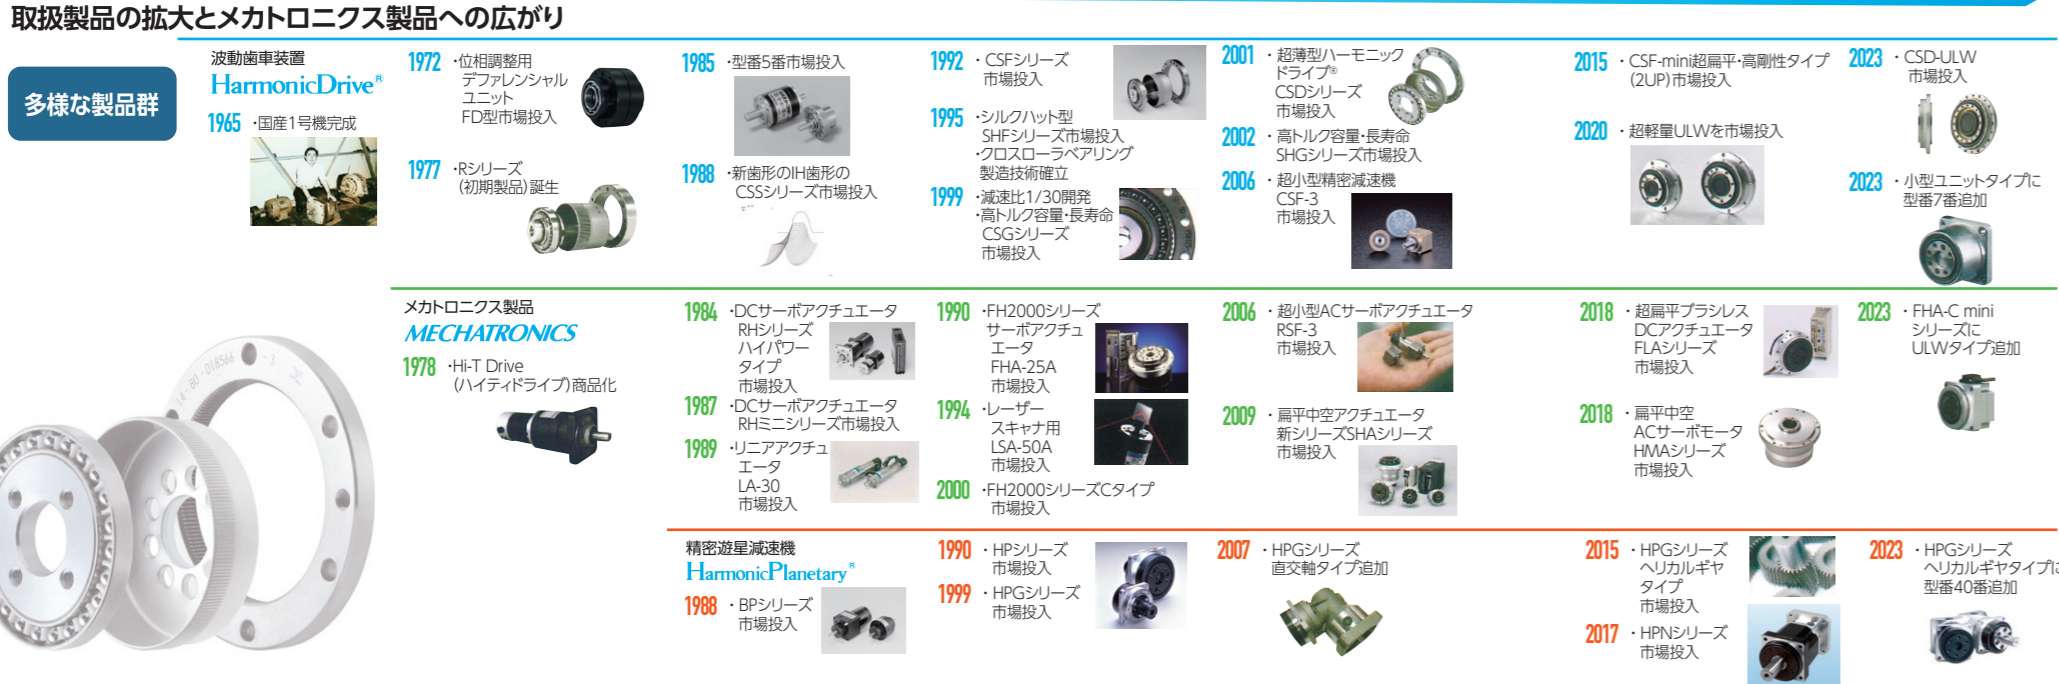 取扱製品の拡大とメカトロニクス製品への広がり
多様な製品群
波動歯車装置
HarmonicDrive®
1965 ・国産1号機完成
1972 ・位相調整用
デファレンシャル
ユニット
FD型市場投入
1977 ・Rシリーズ
(初期製品)誕生
1985 ・型番5番市場投入
1988 ・新歯形のIH歯形の
CSSシリーズ市場投入
1992 ・CSFシリーズ
市場投入
1995 ・シルクハット型
SHFシリーズ市場投入
・クロスローラベアリング
製造技術確立
1999 ・減速比1/30開発
・高トルク容量・長寿命
CSGシリーズ
市場投入
2001 ・超薄型ハーモニック
ドライブ®
CSDシリーズ
市場投入
2002 ・高トルク容量・長寿命
SHGシリーズ市場投入
2006 ・超小型精密減速機
CSF-3
市場投入
2015 ・CSF-mini超扁平・高剛性タイプ
(2UP)市場投入
2020 ・超軽量ULWを市場投入
2023 ・CSD-ULW
市場投入
2023 ・小型ユニットタイプに
型番7番追加
メカトロニクス製品
MECHATRONICS
1978 ・Hi-T Drive
(ハイティドライブ)商品化
1984 ・DCサーボアクチュエータ
RHシリーズ
ハイパワー
タイプ
市場投入
1987 ・DCサーボアクチュエータ
RHミニシリーズ市場投入
1989 ・リニアアクチュ
エータ
LA-30
市場投入
1990 ・FH2000シリーズ
サーボアクチュ
エータ
FHA-25A
市場投入
1994 ・レーザー
スキャナ用
LSA-50A
市場投入
2000 ・FH2000シリーズCタイプ
市場投入
2006 ・超小型ACサーボアクチュエータ
RSF-3
市場投入
2009 ・扁平中空アクチュエータ
新シリーズSHAシリーズ
市場投入
2018 ・超扁平ブラシレス
DCアクチュエータ
FLAシリーズ
市場投入
2018 ・扁平中空
ACサーボモータ
HMAシリーズ
市場投入
2023 ・FHA-C mini
シリーズに
ULWタイプ追加
14-80-018566 -3
精密遊星減速機
HarmonicPlanetary®
1988 ・BPシリーズ
市場投入
1990 ・HPシリーズ
市場投入
1999 ・HPGシリーズ
市場投入
2007 ・HPGシリーズ
直交軸タイプ追加
2015 ・HPGシリーズ
ヘリカルギヤ
タイプ
市場投入
2017 ・HPNシリーズ
市場投入
2023 ・HPGシリーズ
ヘリカルギヤタイプに
型番40番追加